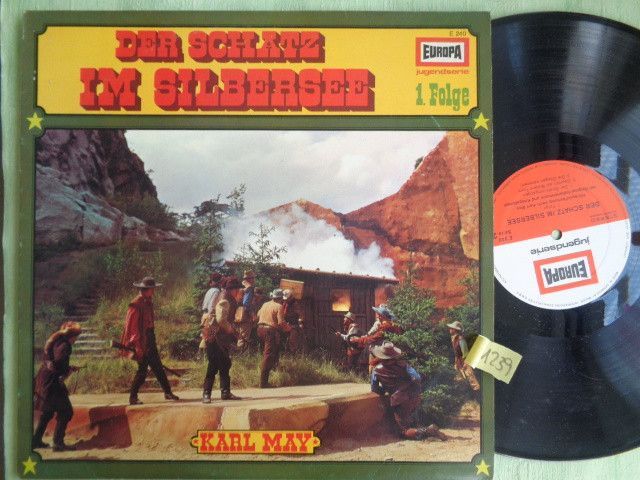 DER SCHATZ
IM SILBERSEE
E 240
EUROPA
jugendserie
1. Folge
KARL MAY
1259
EUROPA
jugendserie
DER SCHATZ IM SILBERSEE